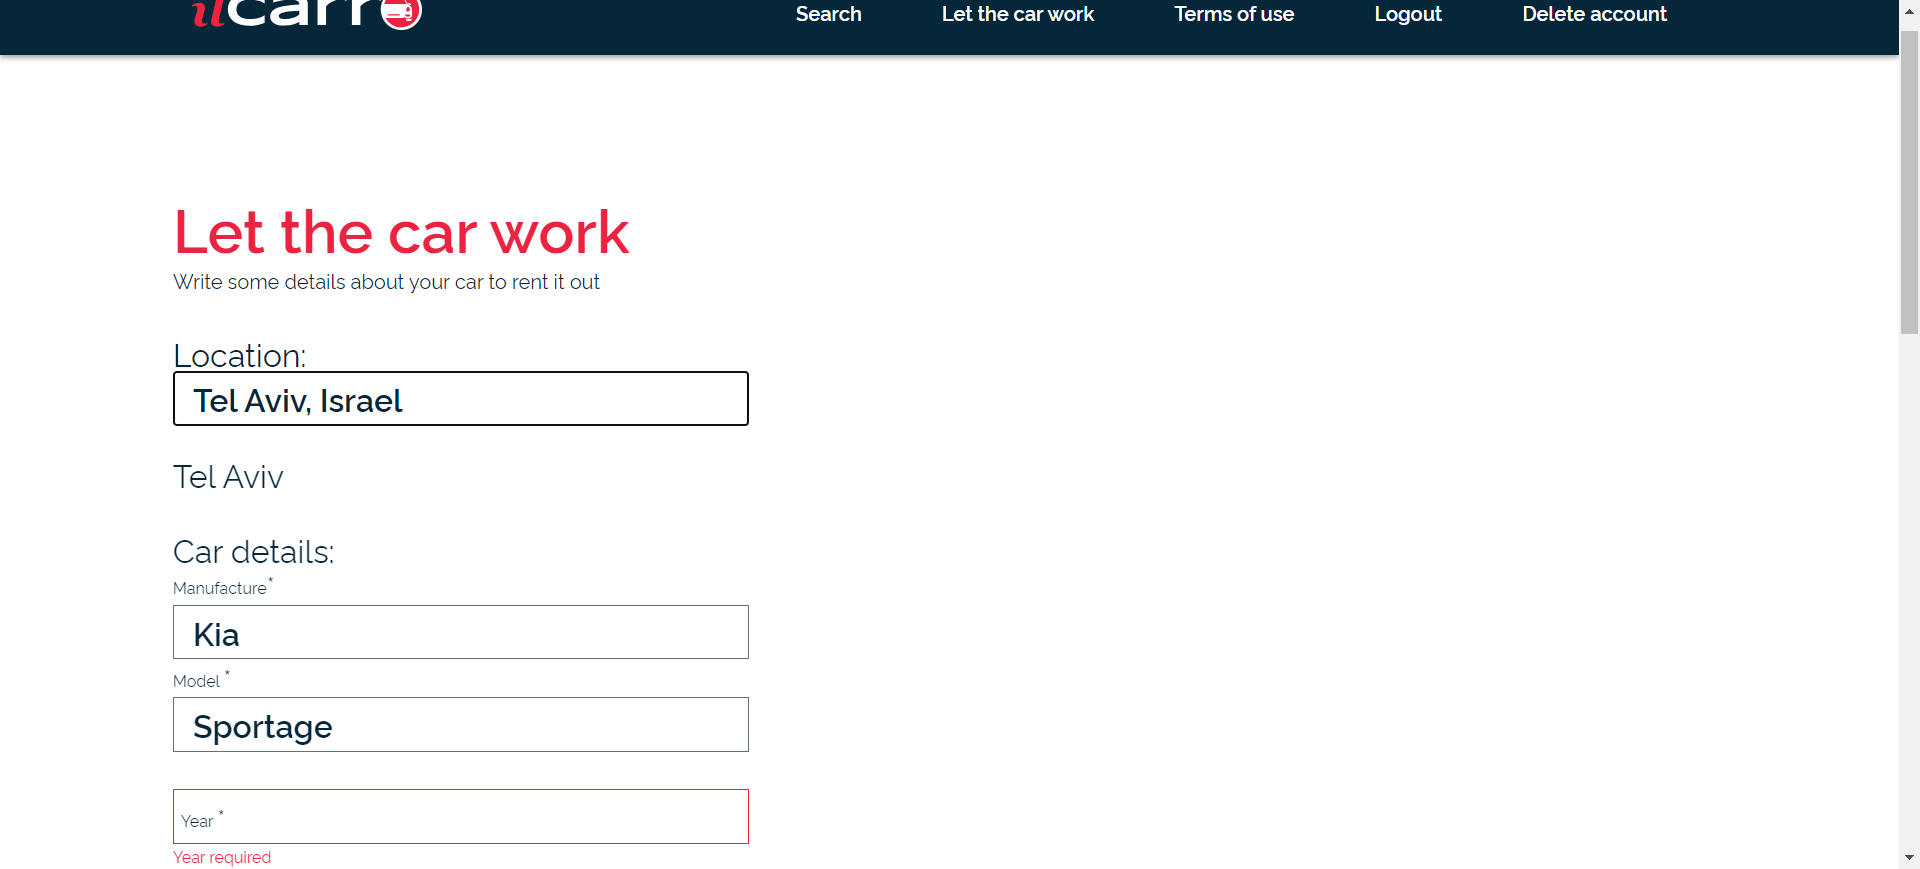 ilcarro
Search
Let the car work
Terms of use
Logout
Delete account
Let the car work
Write some details about your car to rent it out
Location:
Tel Aviv, Israel
Tel Aviv
Car details:
Manufacture*
Kia
Model *
Sportage
Year *
Year required